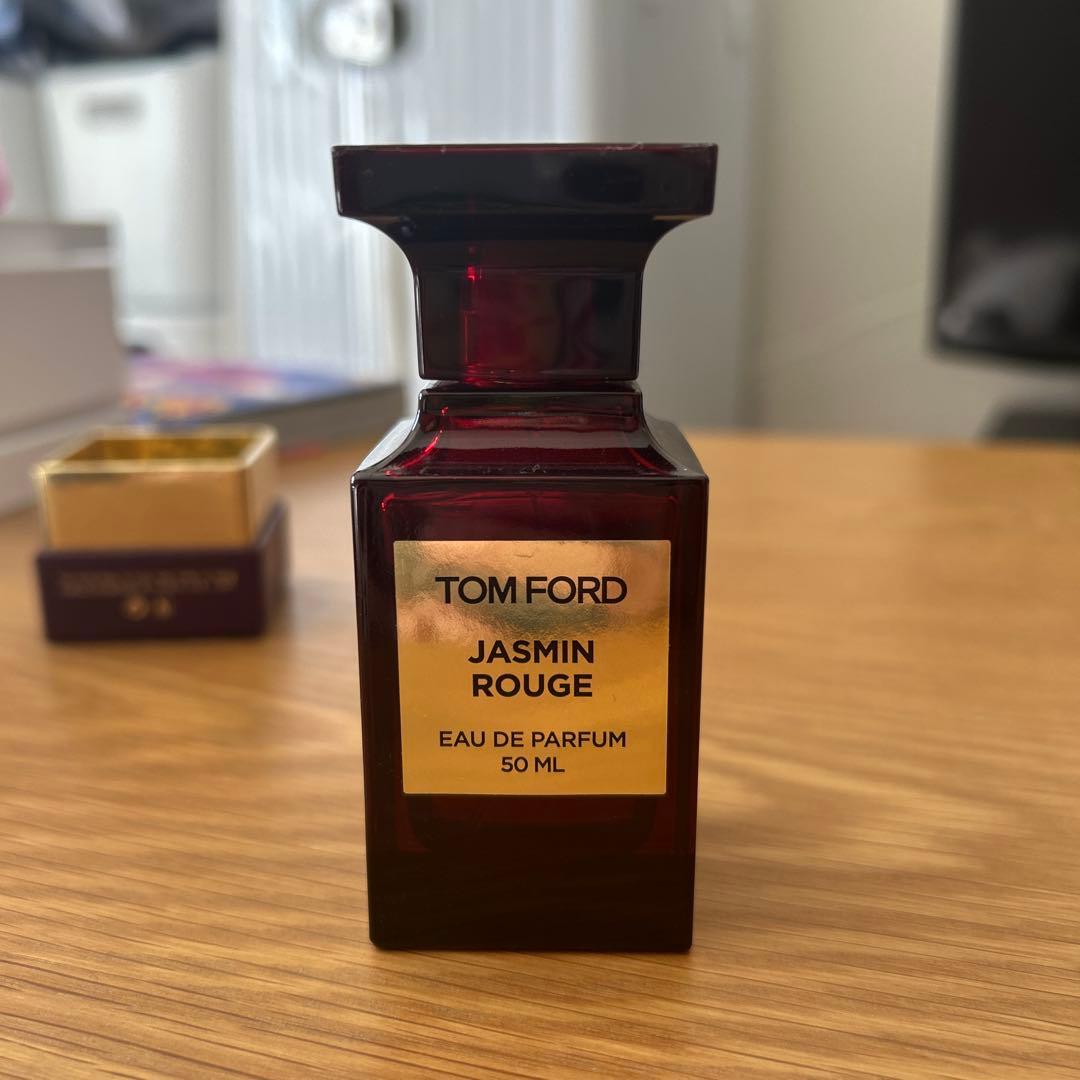 TOM FORD
JASMIN
ROUGE
EAU DE PARFUM
50 ML